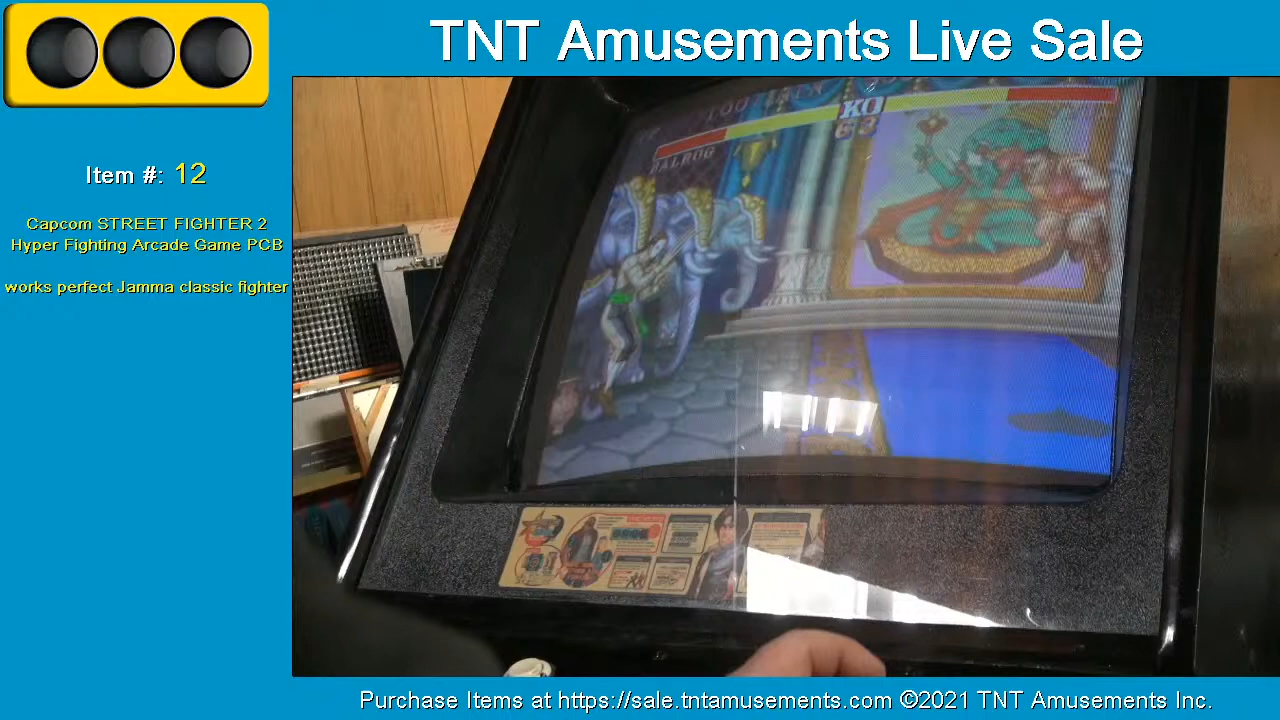 TNT Amusements Live Sale
Item #: 12
Capcom STREET FIGHTER 2
Hyper Fighting Arcade Game PCB
works perfect Jamma classic fighter
KO
63
BALROG
Purchase Items at https://sale.tntamusements.com ©2021 TNT Amusements Inc.